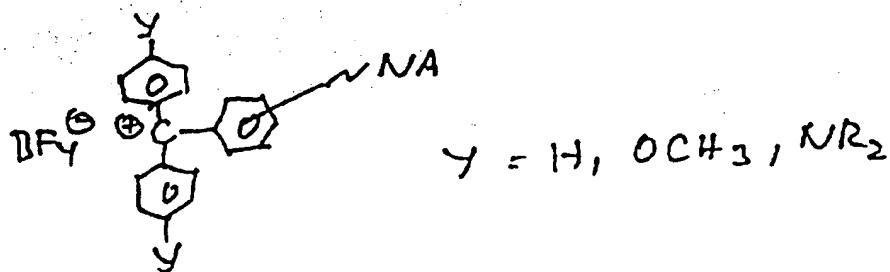 Y
NA
BF4⊖ ⊕ C
Y = H, OCH3, NR2
Y